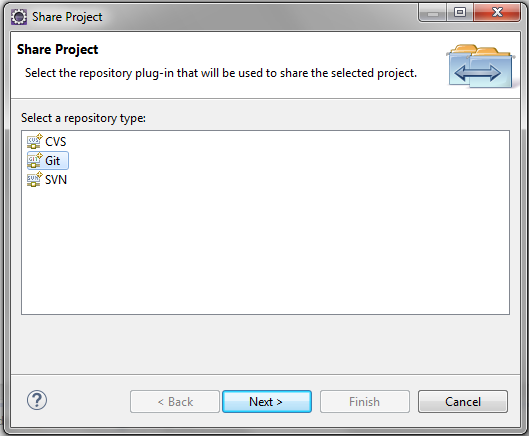 Share Project
Share Project
Select the repository plug-in that will be used to share the selected project.
Select a repository type:
CVS
Git
SVN
< Back
Next >
Finish
Cancel